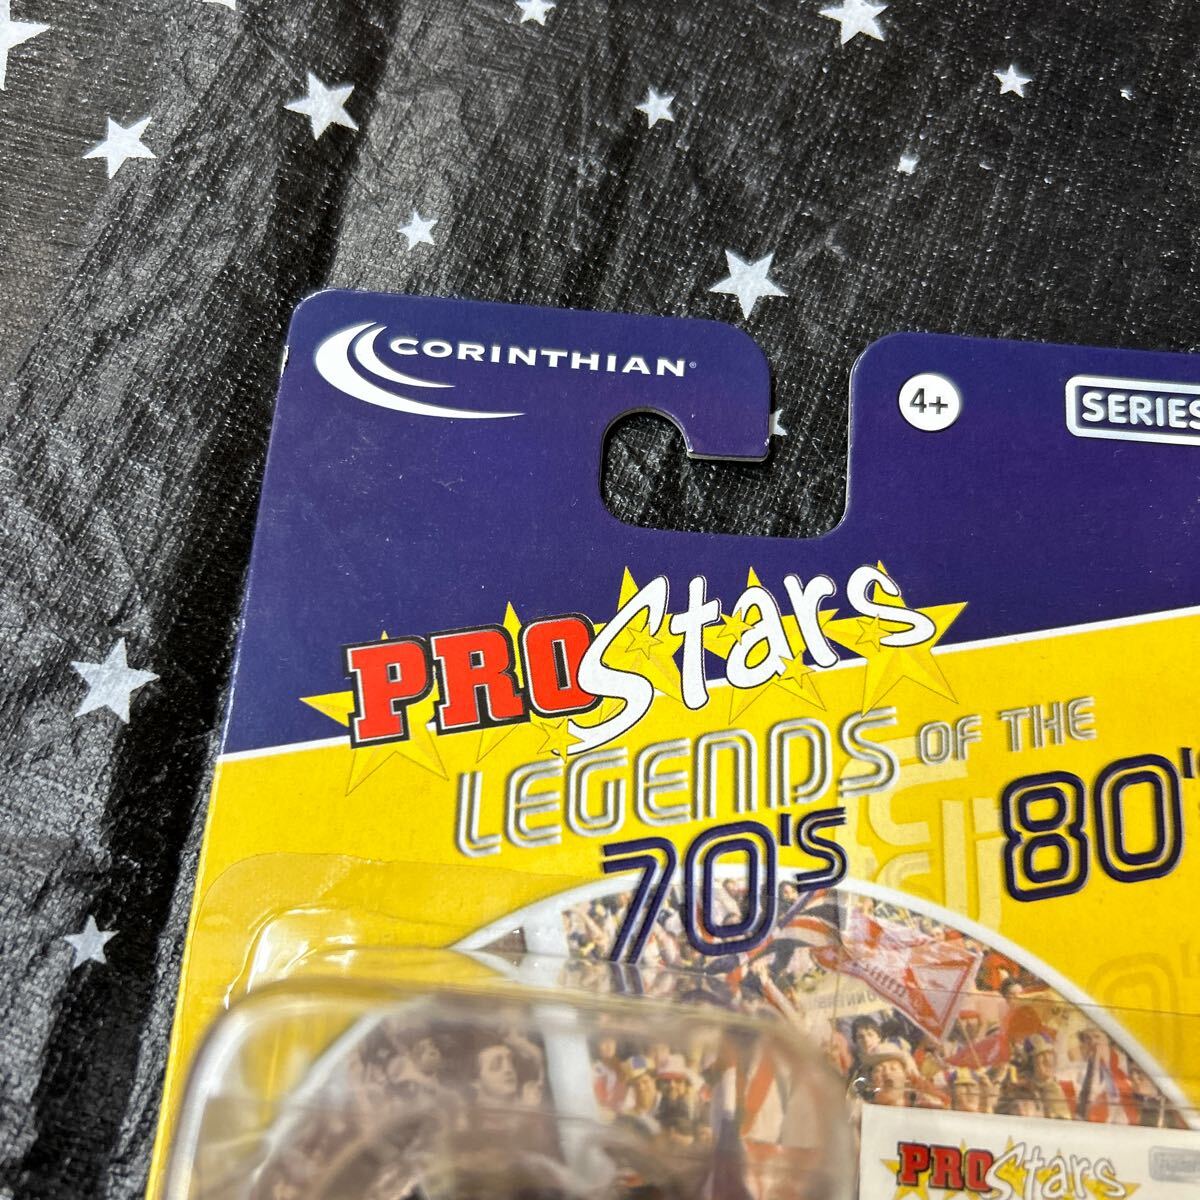 CORINTHIAN®
4+
SERIES
PROStars
LEGENDS OF THE
70'S 80'
PROStars